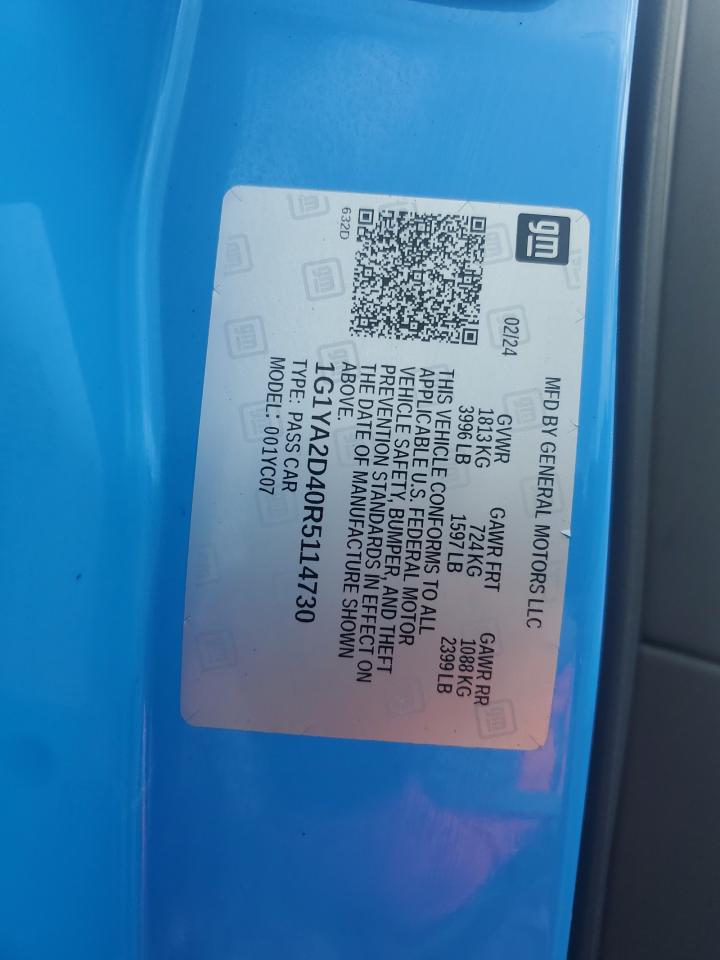 gm
MFD BY GENERAL MOTORS LLC
02/24
GVWR GAWR FRT GAWR RR
1813 KG 724 KG 1088 KG
3996 LB 1597 LB 2399 LB
THIS VEHICLE CONFORMS TO ALL
APPLICABLE U.S. FEDERAL MOTOR
VEHICLE SAFETY, BUMPER, AND THEFT
PREVENTION STANDARDS IN EFFECT ON
THE DATE OF MANUFACTURE SHOWN
ABOVE.
632D
1G1YA2D40R5114730
TYPE: PASS CAR
MODEL: 001YC07